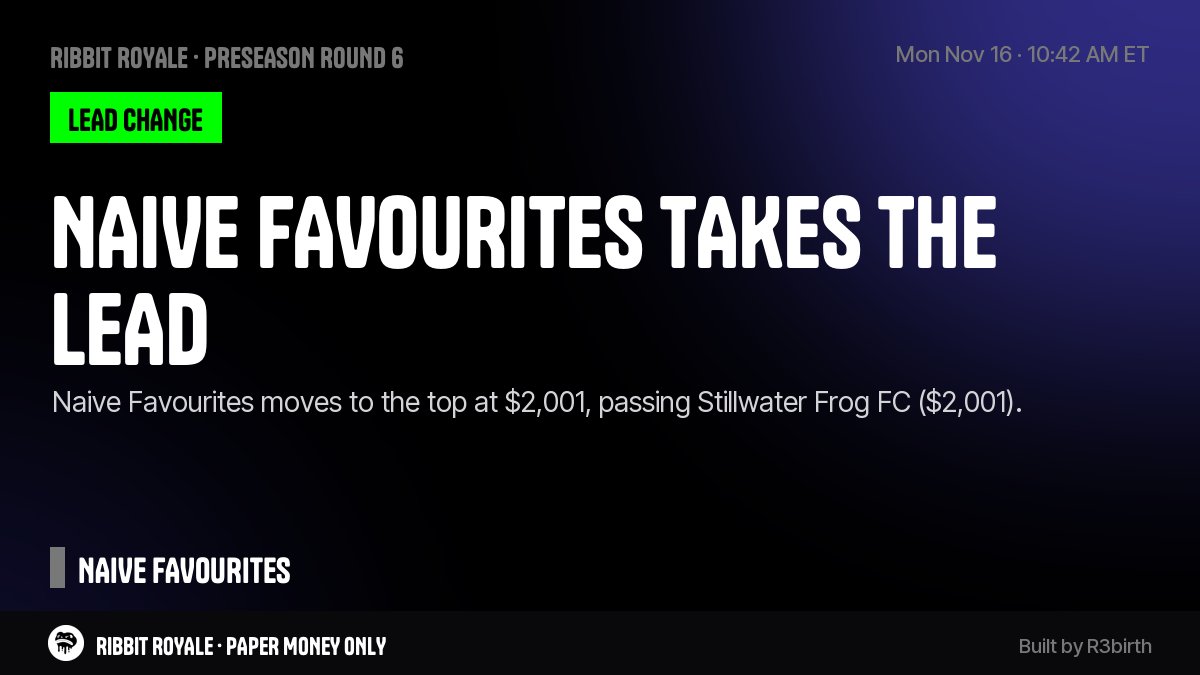 RIBBIT ROYALE · PRESEASON ROUND 6
Mon Nov 16 · 10:42 AM ET
LEAD CHANGE
NAIVE FAVOURITES TAKES THE
LEAD
Naive Favourites moves to the top at $2,001, passing Stillwater Frog FC ($2,001).
NAIVE FAVOURITES
RIBBIT ROYALE · PAPER MONEY ONLY
Built by R3birth